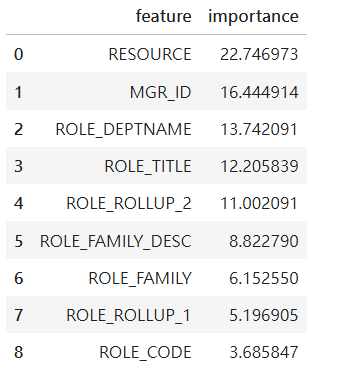 feature importance
0 RESOURCE 22.746973
1 MGR_ID 16.444914
2 ROLE_DEPTNAME 13.742091
3 ROLE_TITLE 12.205839
4 ROLE_ROLLUP_2 11.002091
5 ROLE_FAMILY_DESC 8.822790
6 ROLE_FAMILY 6.152550
7 ROLE_ROLLUP_1 5.196905
8 ROLE_CODE 3.685847